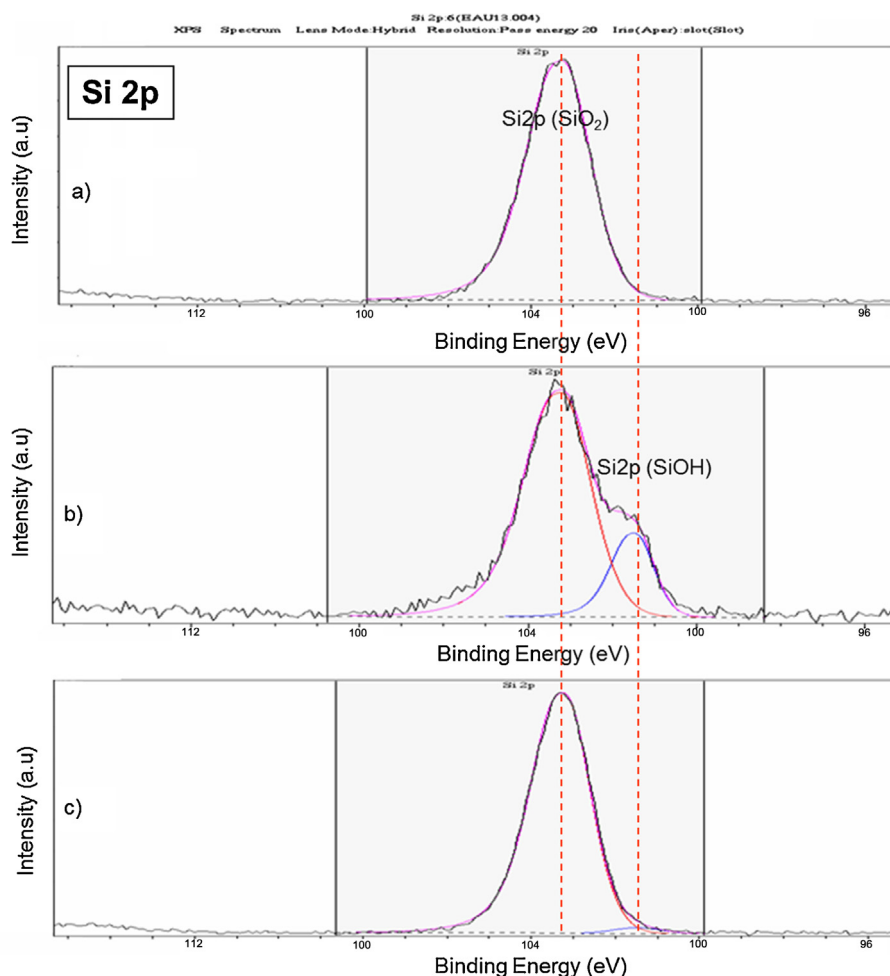 Si 2p:6(EAU13.004)
XPS Spectrum Lens Mode:Hybrid Resolution:Pass energy 20 Iris(Aper):slot(Slot)
Si 2p
Si 2p
Si2p (SiO₂)
Intensity (a.u)
a)
112 100 104 100 96
Binding Energy (eV)
Si 2p
Si2p (SiOH)
Intensity (a.u)
b)
112 100 104 100 96
Binding Energy (eV)
Si 2p
Intensity (a.u)
c)
112 100 104 100 96
Binding Energy (eV)